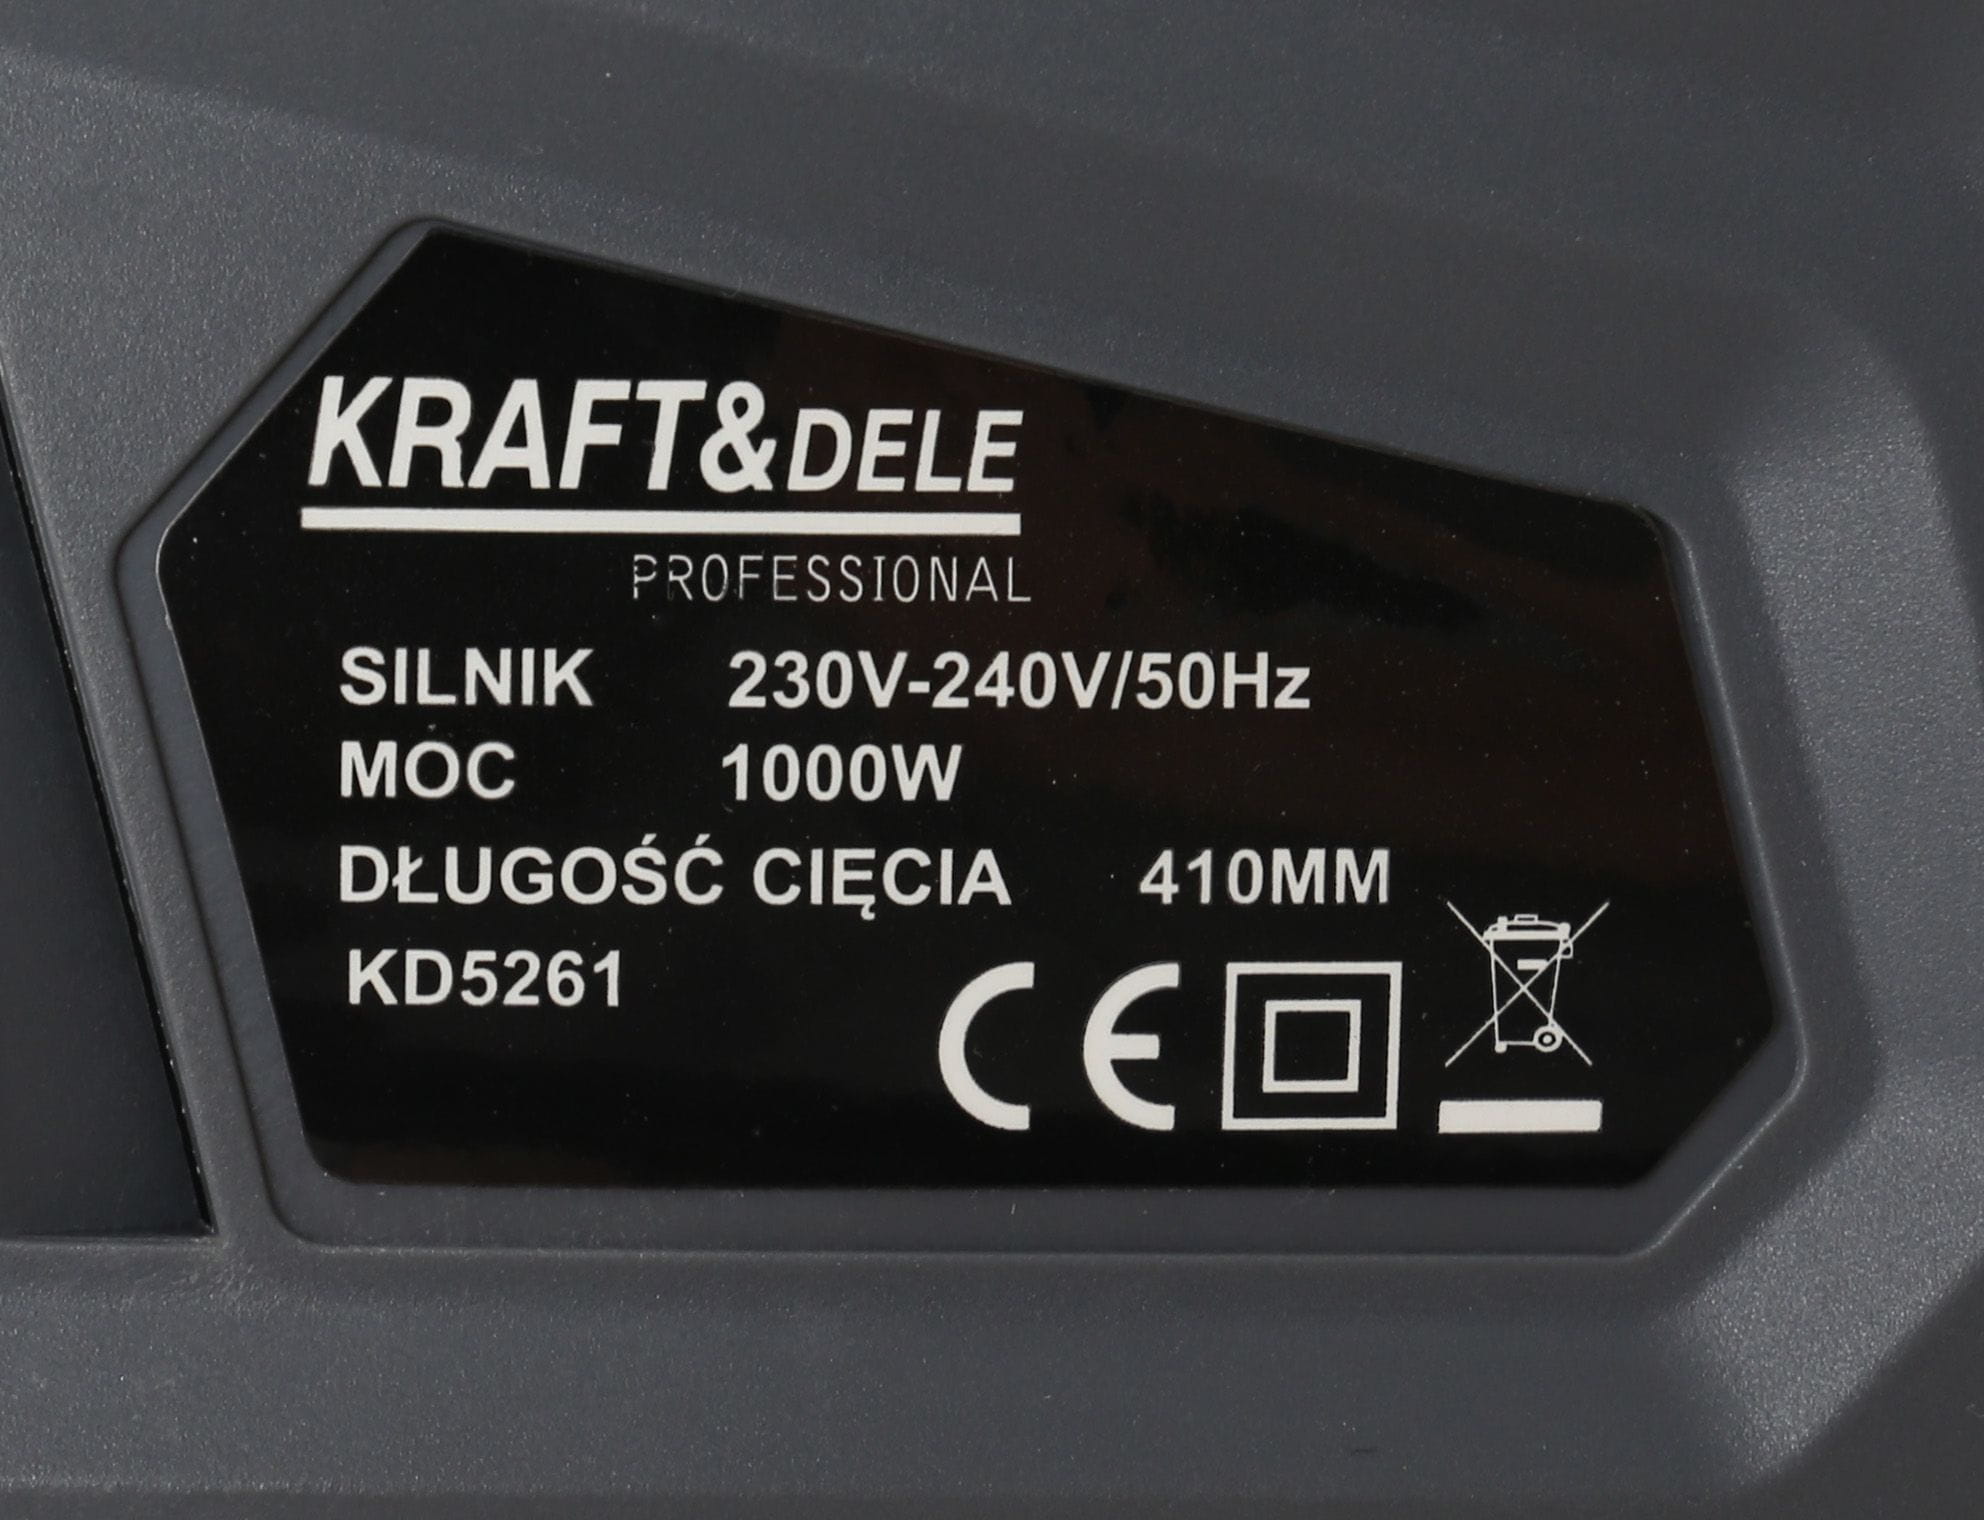 KRAFT&DELE
PROFESSIONAL
SILNIK 230V-240V/50Hz
MOC 1000W
DŁUGOŚĆ CIĘCIA 410MM
KD5261
CE